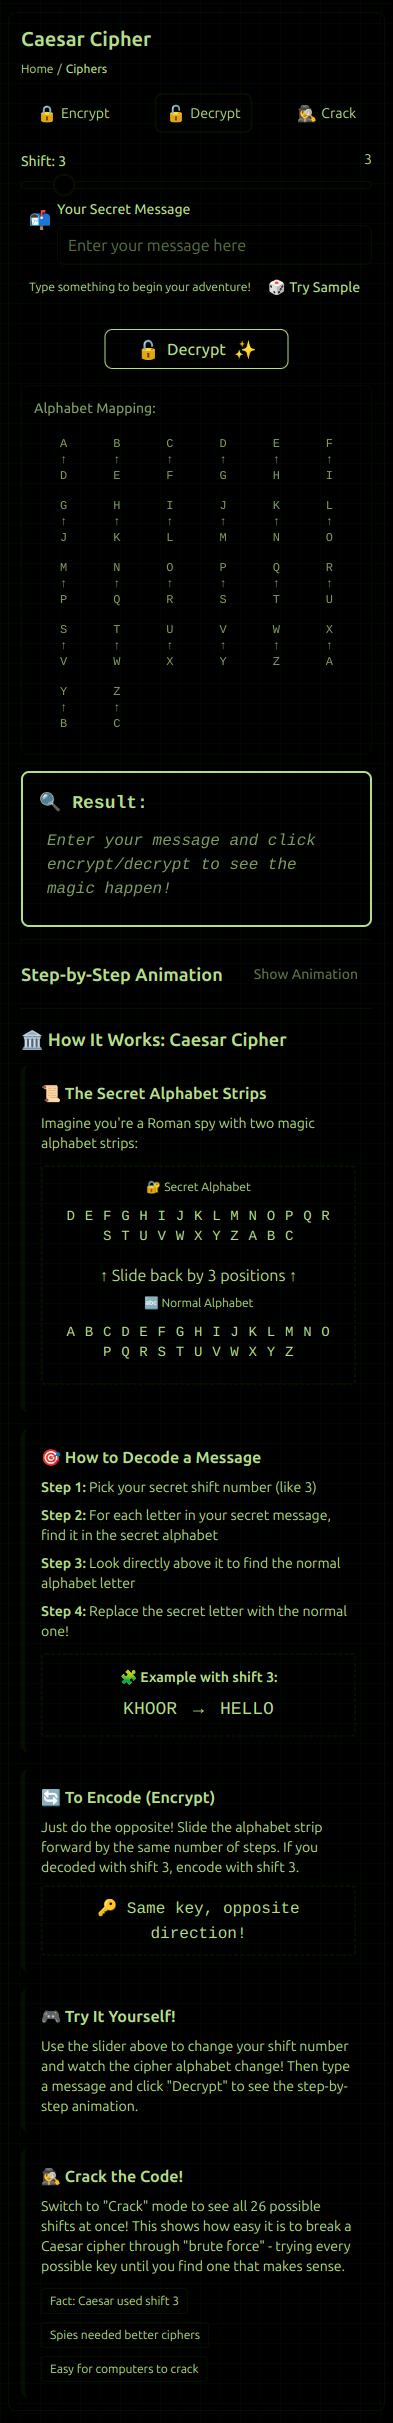 Caesar Cipher
Home / Ciphers
🔒 Encrypt 🔓 Decrypt 🕵️ Crack
Shift: 3 3
📬 Your Secret Message
Enter your message here
Type something to begin your adventure! 🎲 Try Sample
🔓 Decrypt ✨
Alphabet Mapping:
A B C D E F
↑ ↑ ↑ ↑ ↑ ↑
D E F G H I
G H I J K L
↑ ↑ ↑ ↑ ↑ ↑
J K L M N O
M N O P Q R
↑ ↑ ↑ ↑ ↑ ↑
P Q R S T U
S T U V W X
↑ ↑ ↑ ↑ ↑ ↑
V W X Y Z A
Y Z
↑ ↑
B C
🔍 Result:
Enter your message and click
encrypt/decrypt to see the
magic happen!
Step-by-Step Animation Show Animation
🏛️ How It Works: Caesar Cipher
📜 The Secret Alphabet Strips
Imagine you're a Roman spy with two magic
alphabet strips:
🔐 Secret Alphabet
D E F G H I J K L M N O P Q R
S T U V W X Y Z A B C
↑ Slide back by 3 positions ↑
🔤 Normal Alphabet
A B C D E F G H I J K L M N O
P Q R S T U V W X Y Z
🎯 How to Decode a Message
Step 1: Pick your secret shift number (like 3)
Step 2: For each letter in your secret message,
find it in the secret alphabet
Step 3: Look directly above it to find the normal
alphabet letter
Step 4: Replace the secret letter with the normal
one!
🧩 Example with shift 3:
KHOOR → HELLO
🔄 To Encode (Encrypt)
Just do the opposite! Slide the alphabet strip
forward by the same number of steps. If you
decoded with shift 3, encode with shift 3.
🔑 Same key, opposite
direction!
🎮 Try It Yourself!
Use the slider above to change your shift number
and watch the cipher alphabet change! Then type
a message and click "Decrypt" to see the step-by-
step animation.
🕵️ Crack the Code!
Switch to "Crack" mode to see all 26 possible
shifts at once! This shows how easy it is to break a
Caesar cipher through "brute force" - trying every
possible key until you find one that makes sense.
Fact: Caesar used shift 3
Spies needed better ciphers
Easy for computers to crack